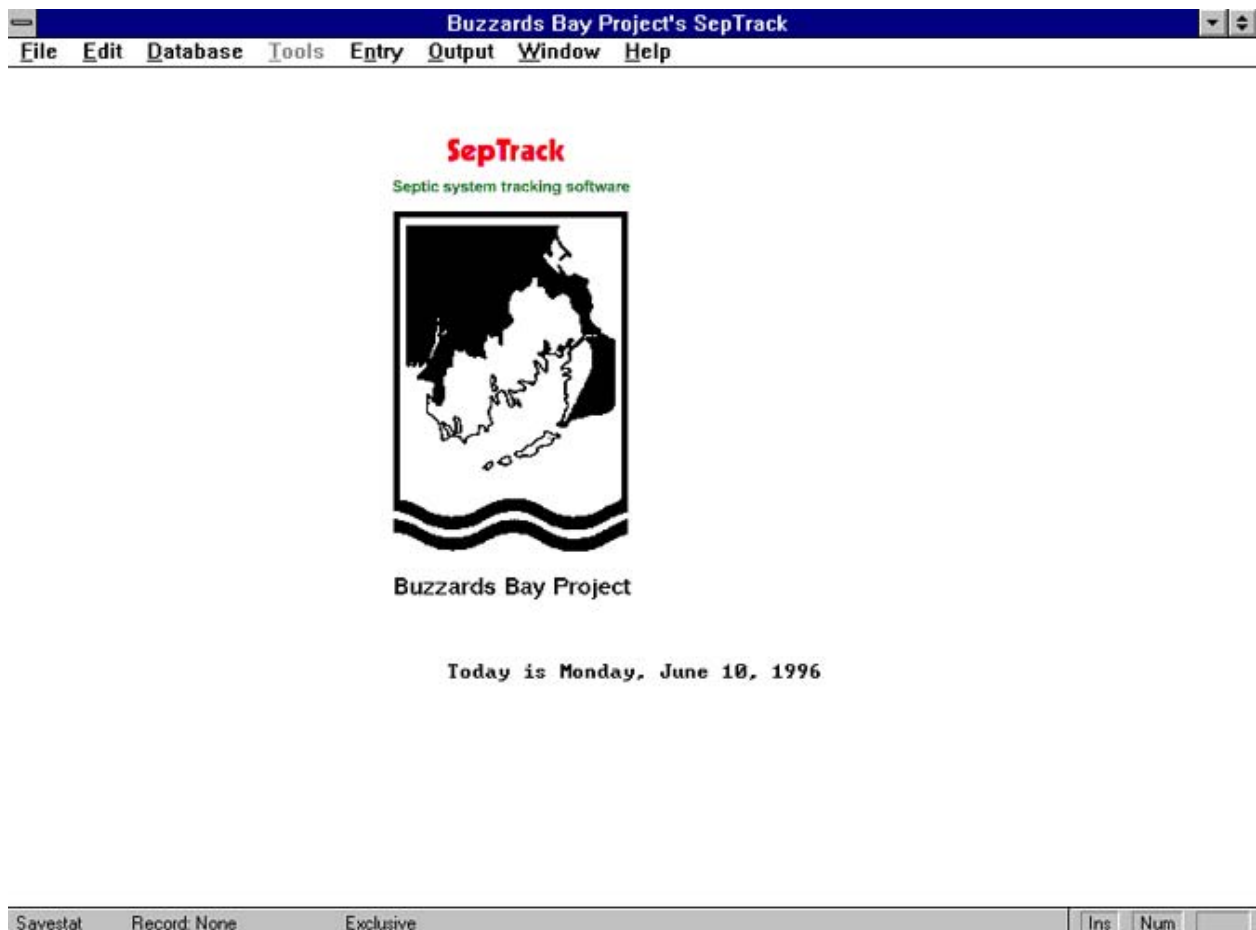 Buzzards Bay Project's SepTrack
File Edit Database Tools Entry Output Window Help
SepTrack
Septic system tracking software
Buzzards Bay Project
Today is Monday, June 10, 1996
Savestat Record: None Exclusive Ins Num